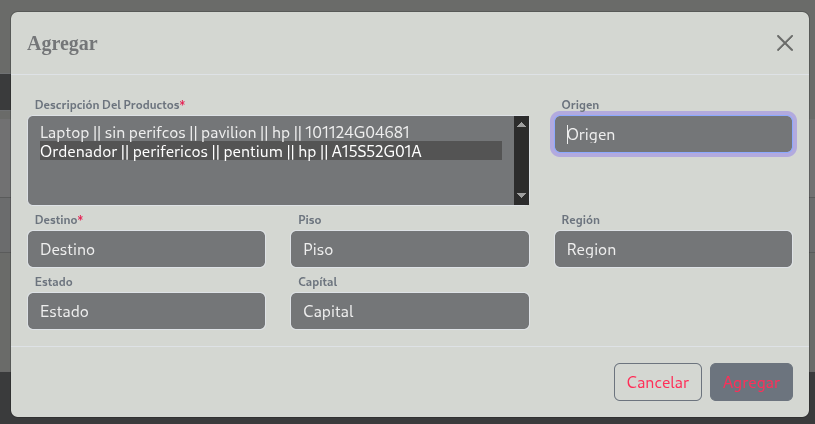 Agregar
Descripción Del Productos*
Origen
Laptop || sin perifcos || pavilion || hp || 101124G04681
Ordenador || perifericos || pentium || hp || A15S52G01A
Origen
Destino*
Piso
Región
Destino
Piso
Region
Estado
Capítal
Estado
Capital
Cancelar
Agregar